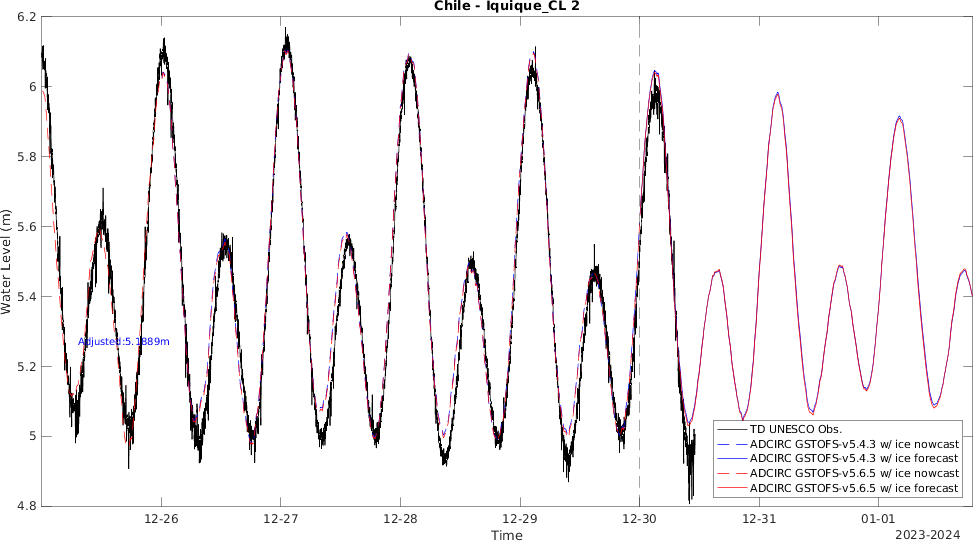 Chile - Iquique_CL 2
6.2
6
5.8
5.6
5.4
5.2
5
4.8
Water Level (m)
Adjusted:5.1889m
TD UNESCO Obs.
ADCIRC GSTOFS-v5.4.3 w/ ice nowcast
ADCIRC GSTOFS-v5.4.3 w/ ice forecast
ADCIRC GSTOFS-v5.6.5 w/ ice nowcast
ADCIRC GSTOFS-v5.6.5 w/ ice forecast
12-26 12-27 12-28 12-29 12-30 12-31 01-01
Time
2023-2024